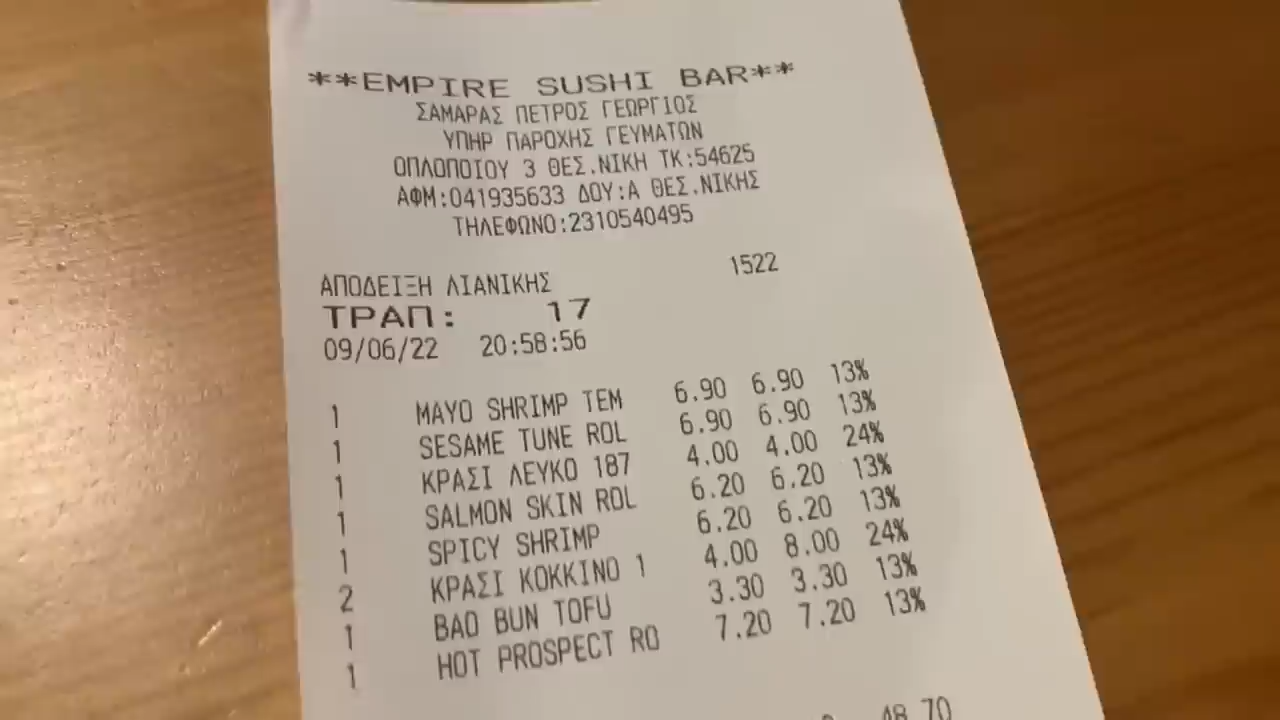 **EMPIRE SUSHI BAR**
ΣΑΜΑΡΑΣ ΠΕΤΡΟΣ ΓΕΩΡΓΙΟΣ
ΥΠΗΡ ΠΑΡΟΧΗΣ ΓΕΥΜΑΤΩΝ
ΟΠΛΟΠΟΙΟΥ 3 ΘΕΣ.ΝΙΚΗ ΤΚ:54625
ΑΦΜ:041935633 ΔΟΥ:Α ΘΕΣ.ΝΙΚΗΣ
ΤΗΛΕΦΩΝΟ:2310540495
ΑΠΟΔΕΙΞΗ ΛΙΑΝΙΚΗΣ 1522
ΤΡΑΠ: 17
09/06/22 20:58:56
1 MAYO SHRIMP TEM 6.90 6.90 13%
1 SESAME TUNE ROL 6.90 6.90 13%
1 ΚΡΑΣΙ ΛΕΥΚΟ 187 4.00 4.00 24%
1 SALMON SKIN ROL 6.20 6.20 13%
1 SPICY SHRIMP 6.20 6.20 13%
2 ΚΡΑΣΙ ΚΟΚΚΙΝΟ 1 4.00 8.00 24%
1 BAO BUN TOFU 3.30 3.30 13%
1 HOT PROSPECT RO 7.20 7.20 13%
48.70